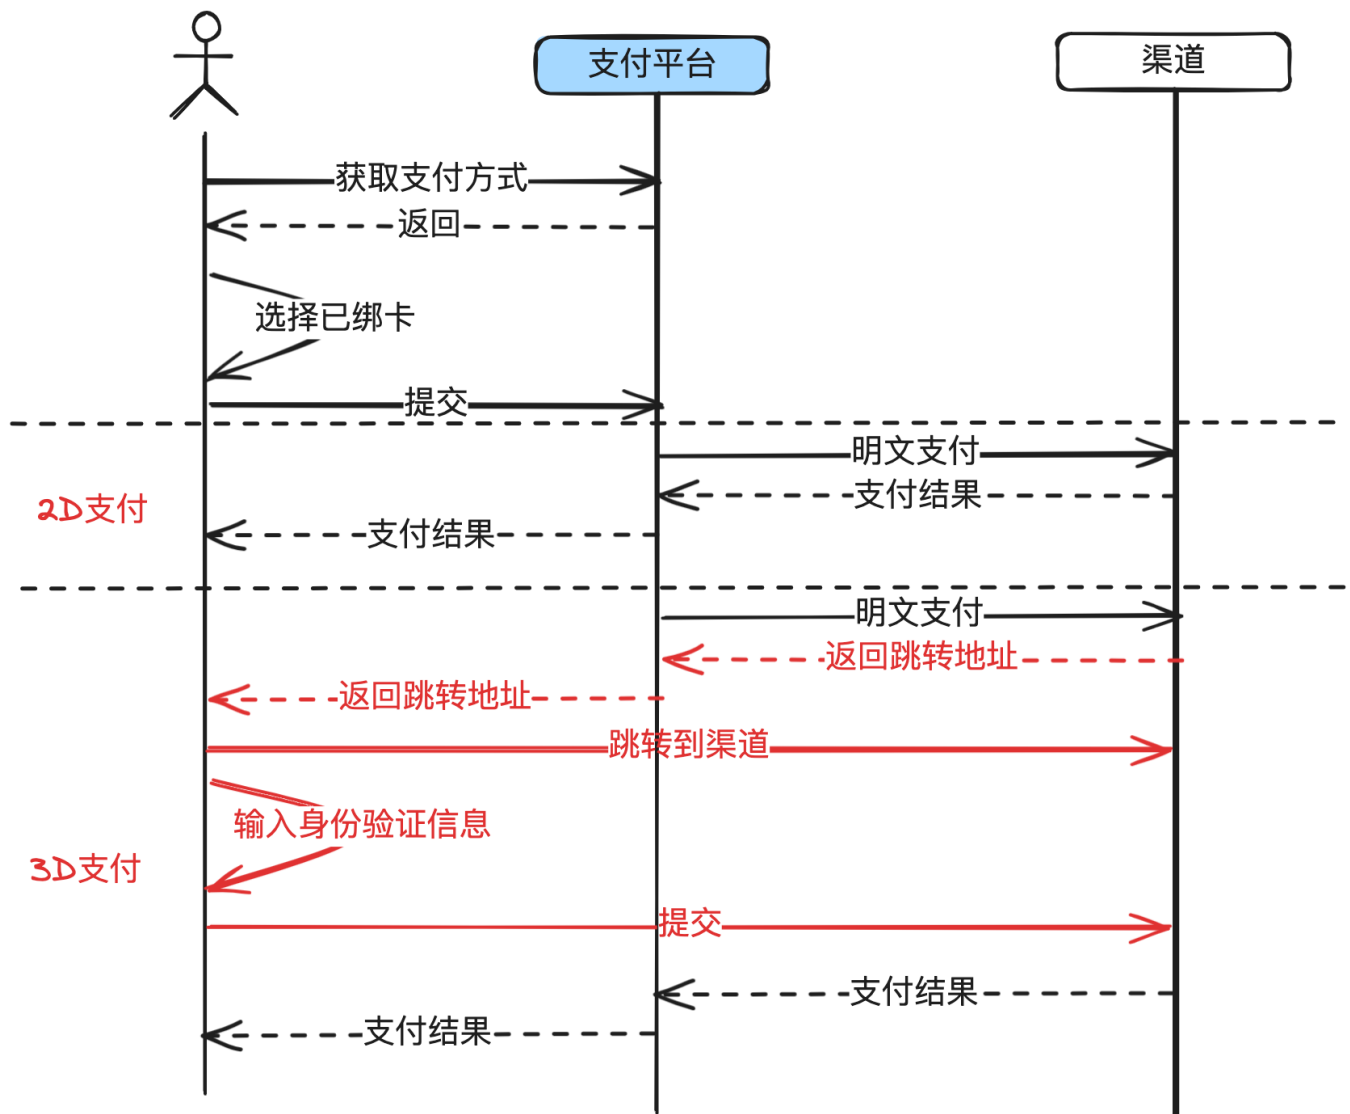 支付平台
渠道
获取支付方式
返回
选择已绑卡
提交
明文支付
支付结果
2D支付
支付结果
明文支付
返回跳转地址
返回跳转地址
跳转到渠道
输入身份验证信息
3D支付
提交
支付结果
支付结果